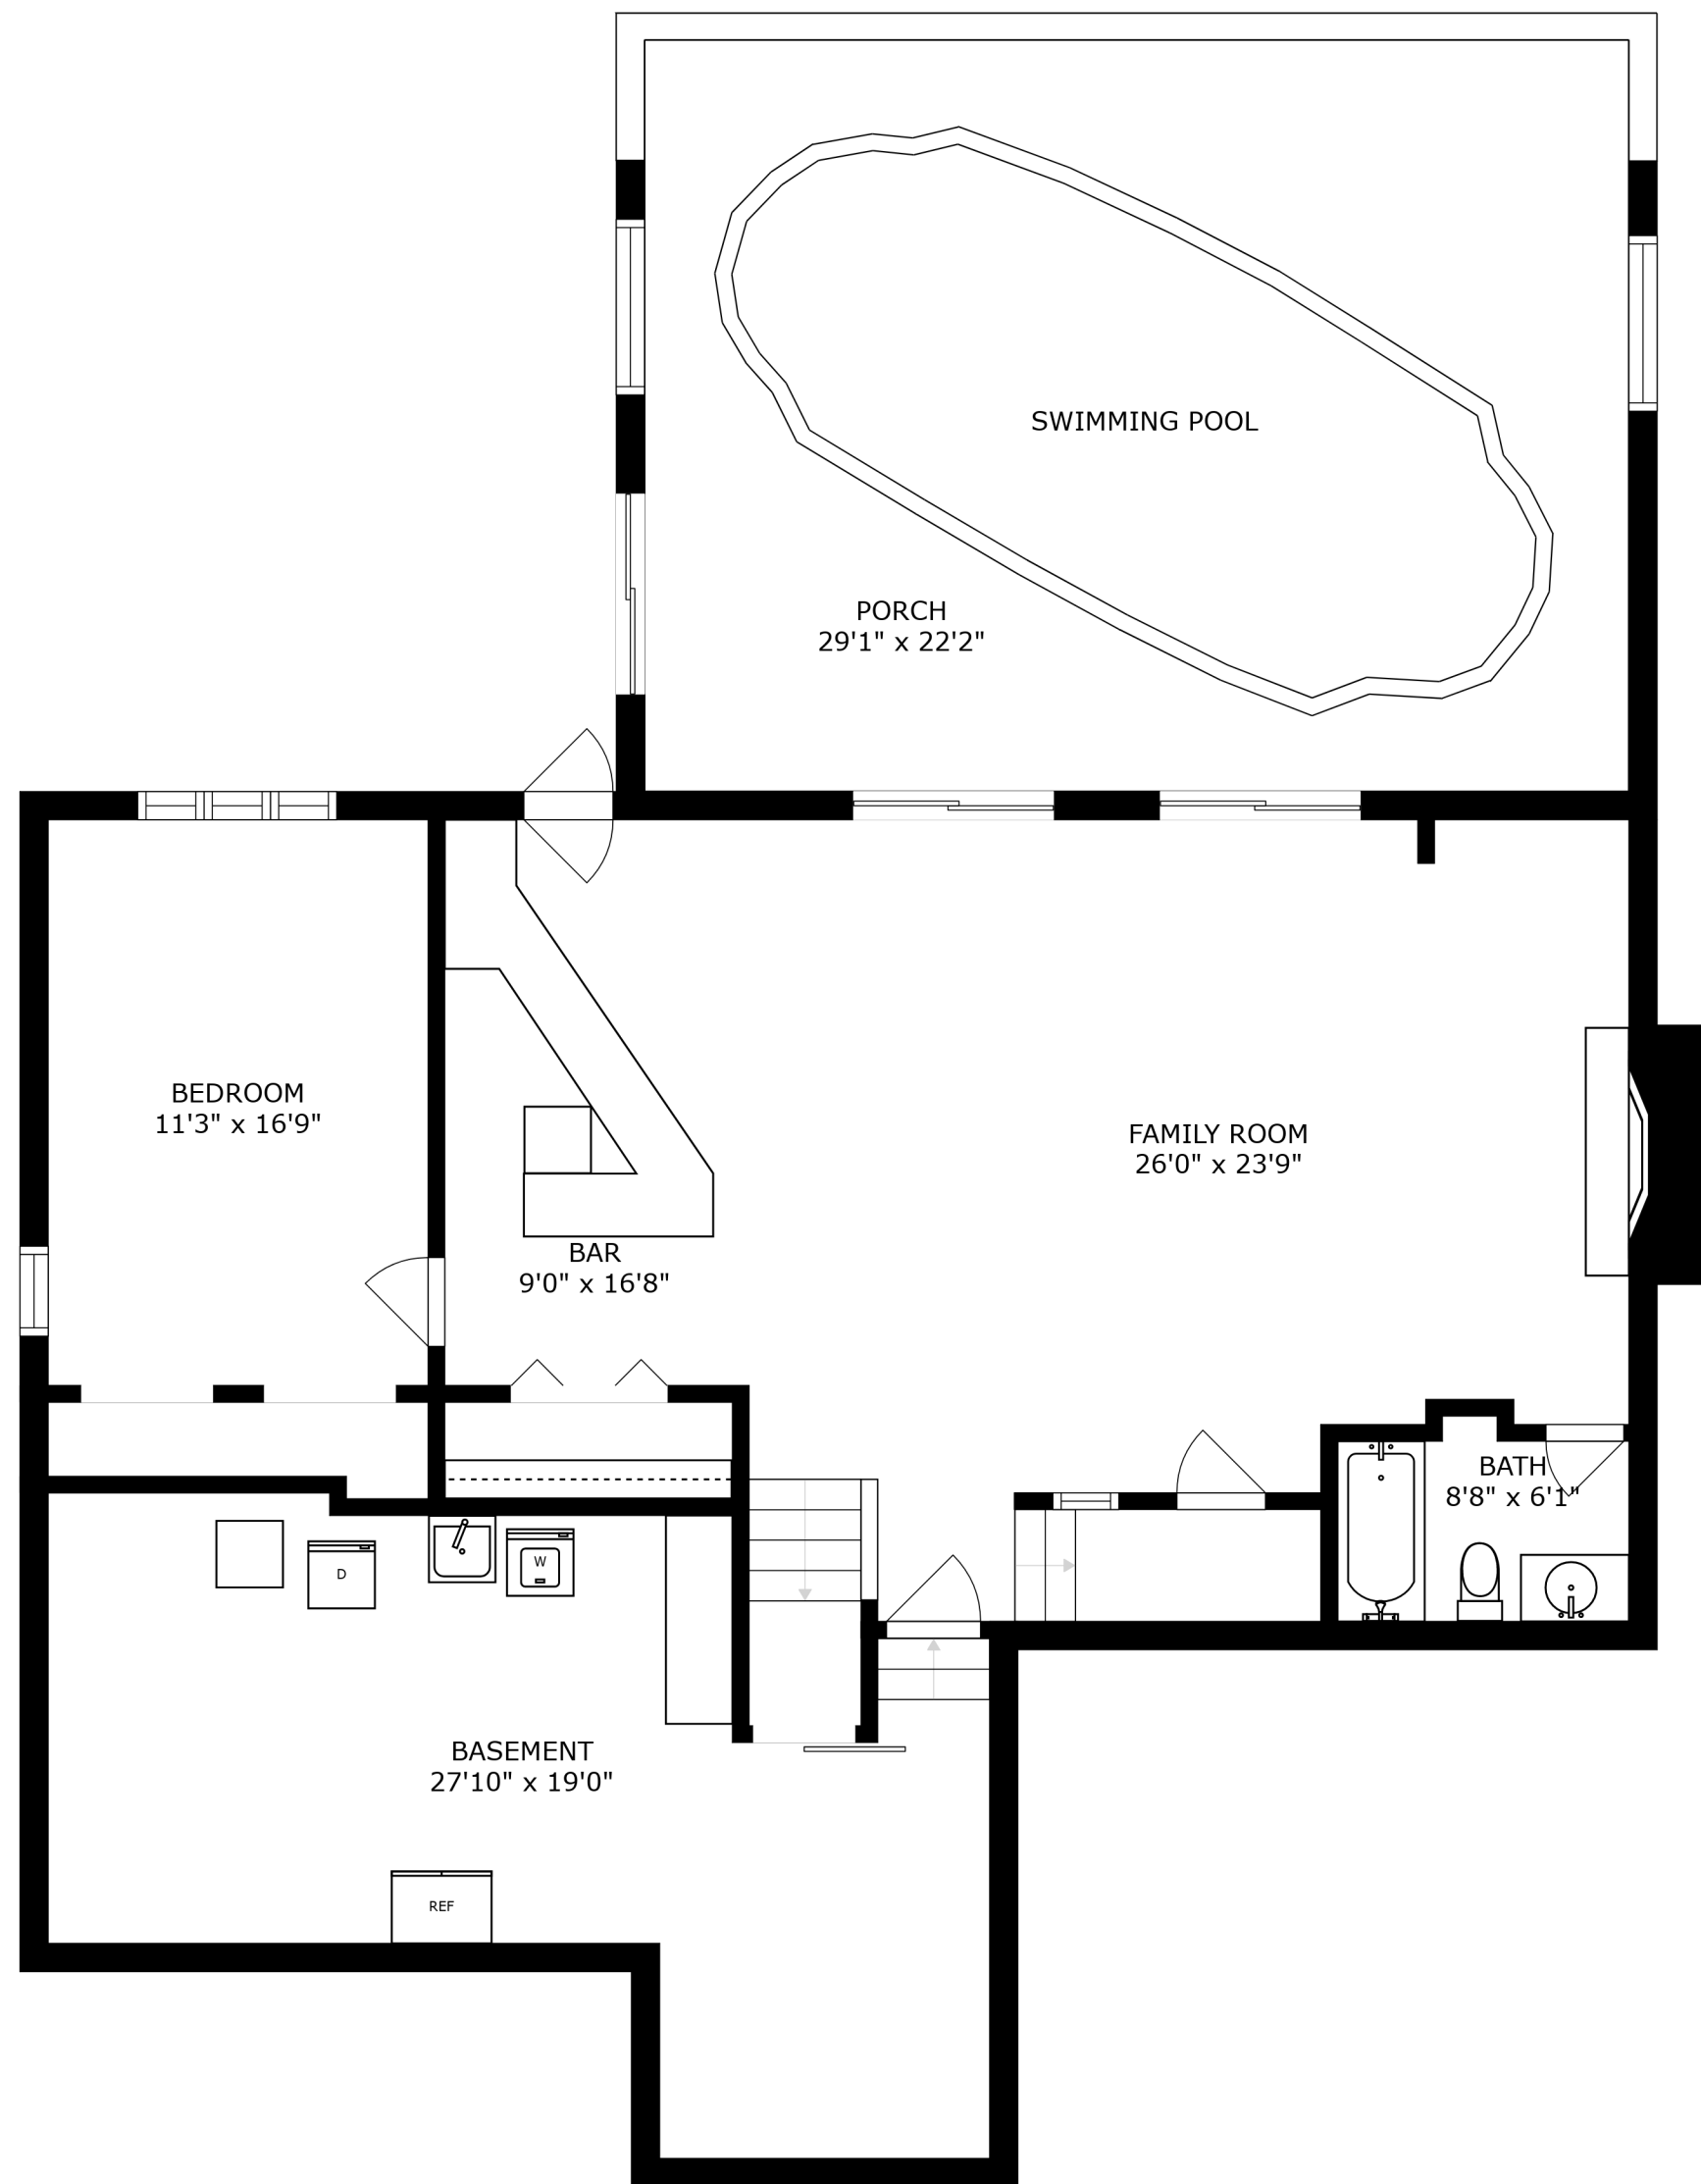 SWIMMING POOL
PORCH
29'1" x 22'2"
BEDROOM
11'3" x 16'9"
FAMILY ROOM
26'0" x 23'9"
BAR
9'0" x 16'8"
BATH
8'8" x 6'1"
D
W
BASEMENT
27'10" x 19'0"
REF